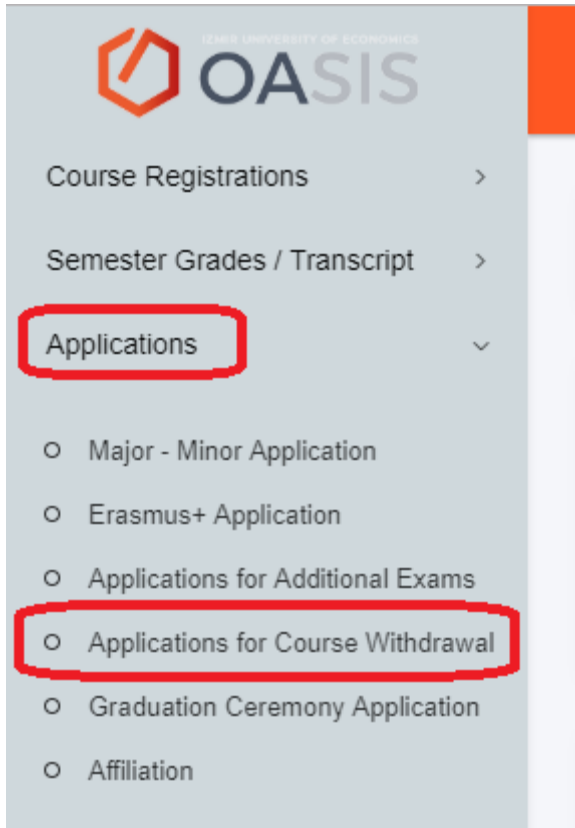 IZMIR UNIVERSITY OF ECONOMICS
OASIS
Course Registrations
Semester Grades / Transcript
Applications
Major - Minor Application
Erasmus+ Application
Applications for Additional Exams
Applications for Course Withdrawal
Graduation Ceremony Application
Affiliation